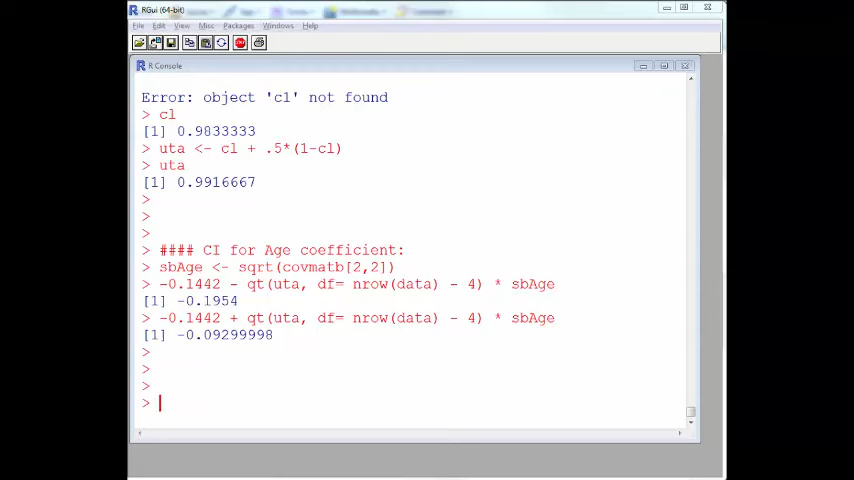 RGui (64-bit)
File Edit View Misc Packages Windows Help
R Console
Error: object 'c1' not found
> cl
[1] 0.9833333
> uta <- cl + .5*(1-cl)
> uta
[1] 0.9916667
>
>
>
> #### CI for Age coefficient:
> sbAge <- sqrt(covmatb[2,2])
> -0.1442 - qt(uta, df= nrow(data) - 4) * sbAge
[1] -0.1954
> -0.1442 + qt(uta, df= nrow(data) - 4) * sbAge
[1] -0.09299998
>
>
>
>